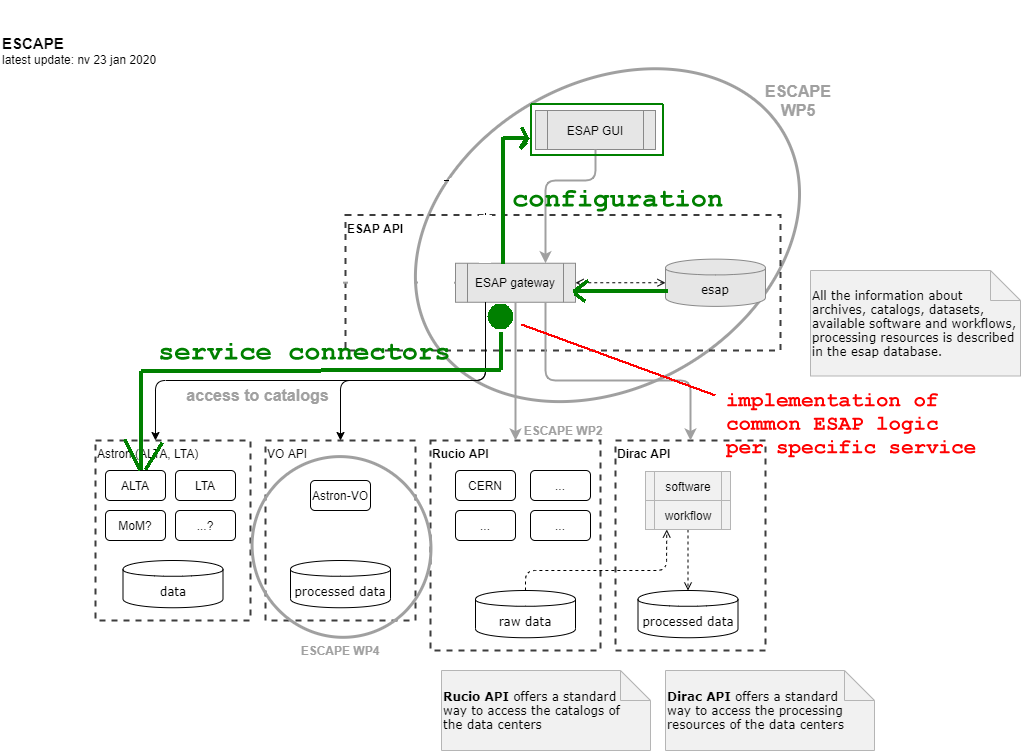 ESCAPE
latest update: nv 23 jan 2020
ESCAPE
WP5
ESAP GUI
configuration
ESAP API
ESAP gateway
esap
All the information about
archives, catalogs, datasets,
available software and workflows,
processing resources is described
in the esap database.
service connectors
access to catalogs
implementation of
common ESAP logic
per specific service
ESCAPE WP2
Astron (ALTA, LTA)
VO API
Rucio API
Dirac API
ALTA
LTA
MoM?
...?
data
Astron-VO
processed data
CERN
...
...
...
raw data
software
workflow
processed data
ESCAPE WP4
Rucio API offers a standard
way to access the catalogs of
the data centers
Dirac API offers a standard
way to access the processing
resources of the data centers